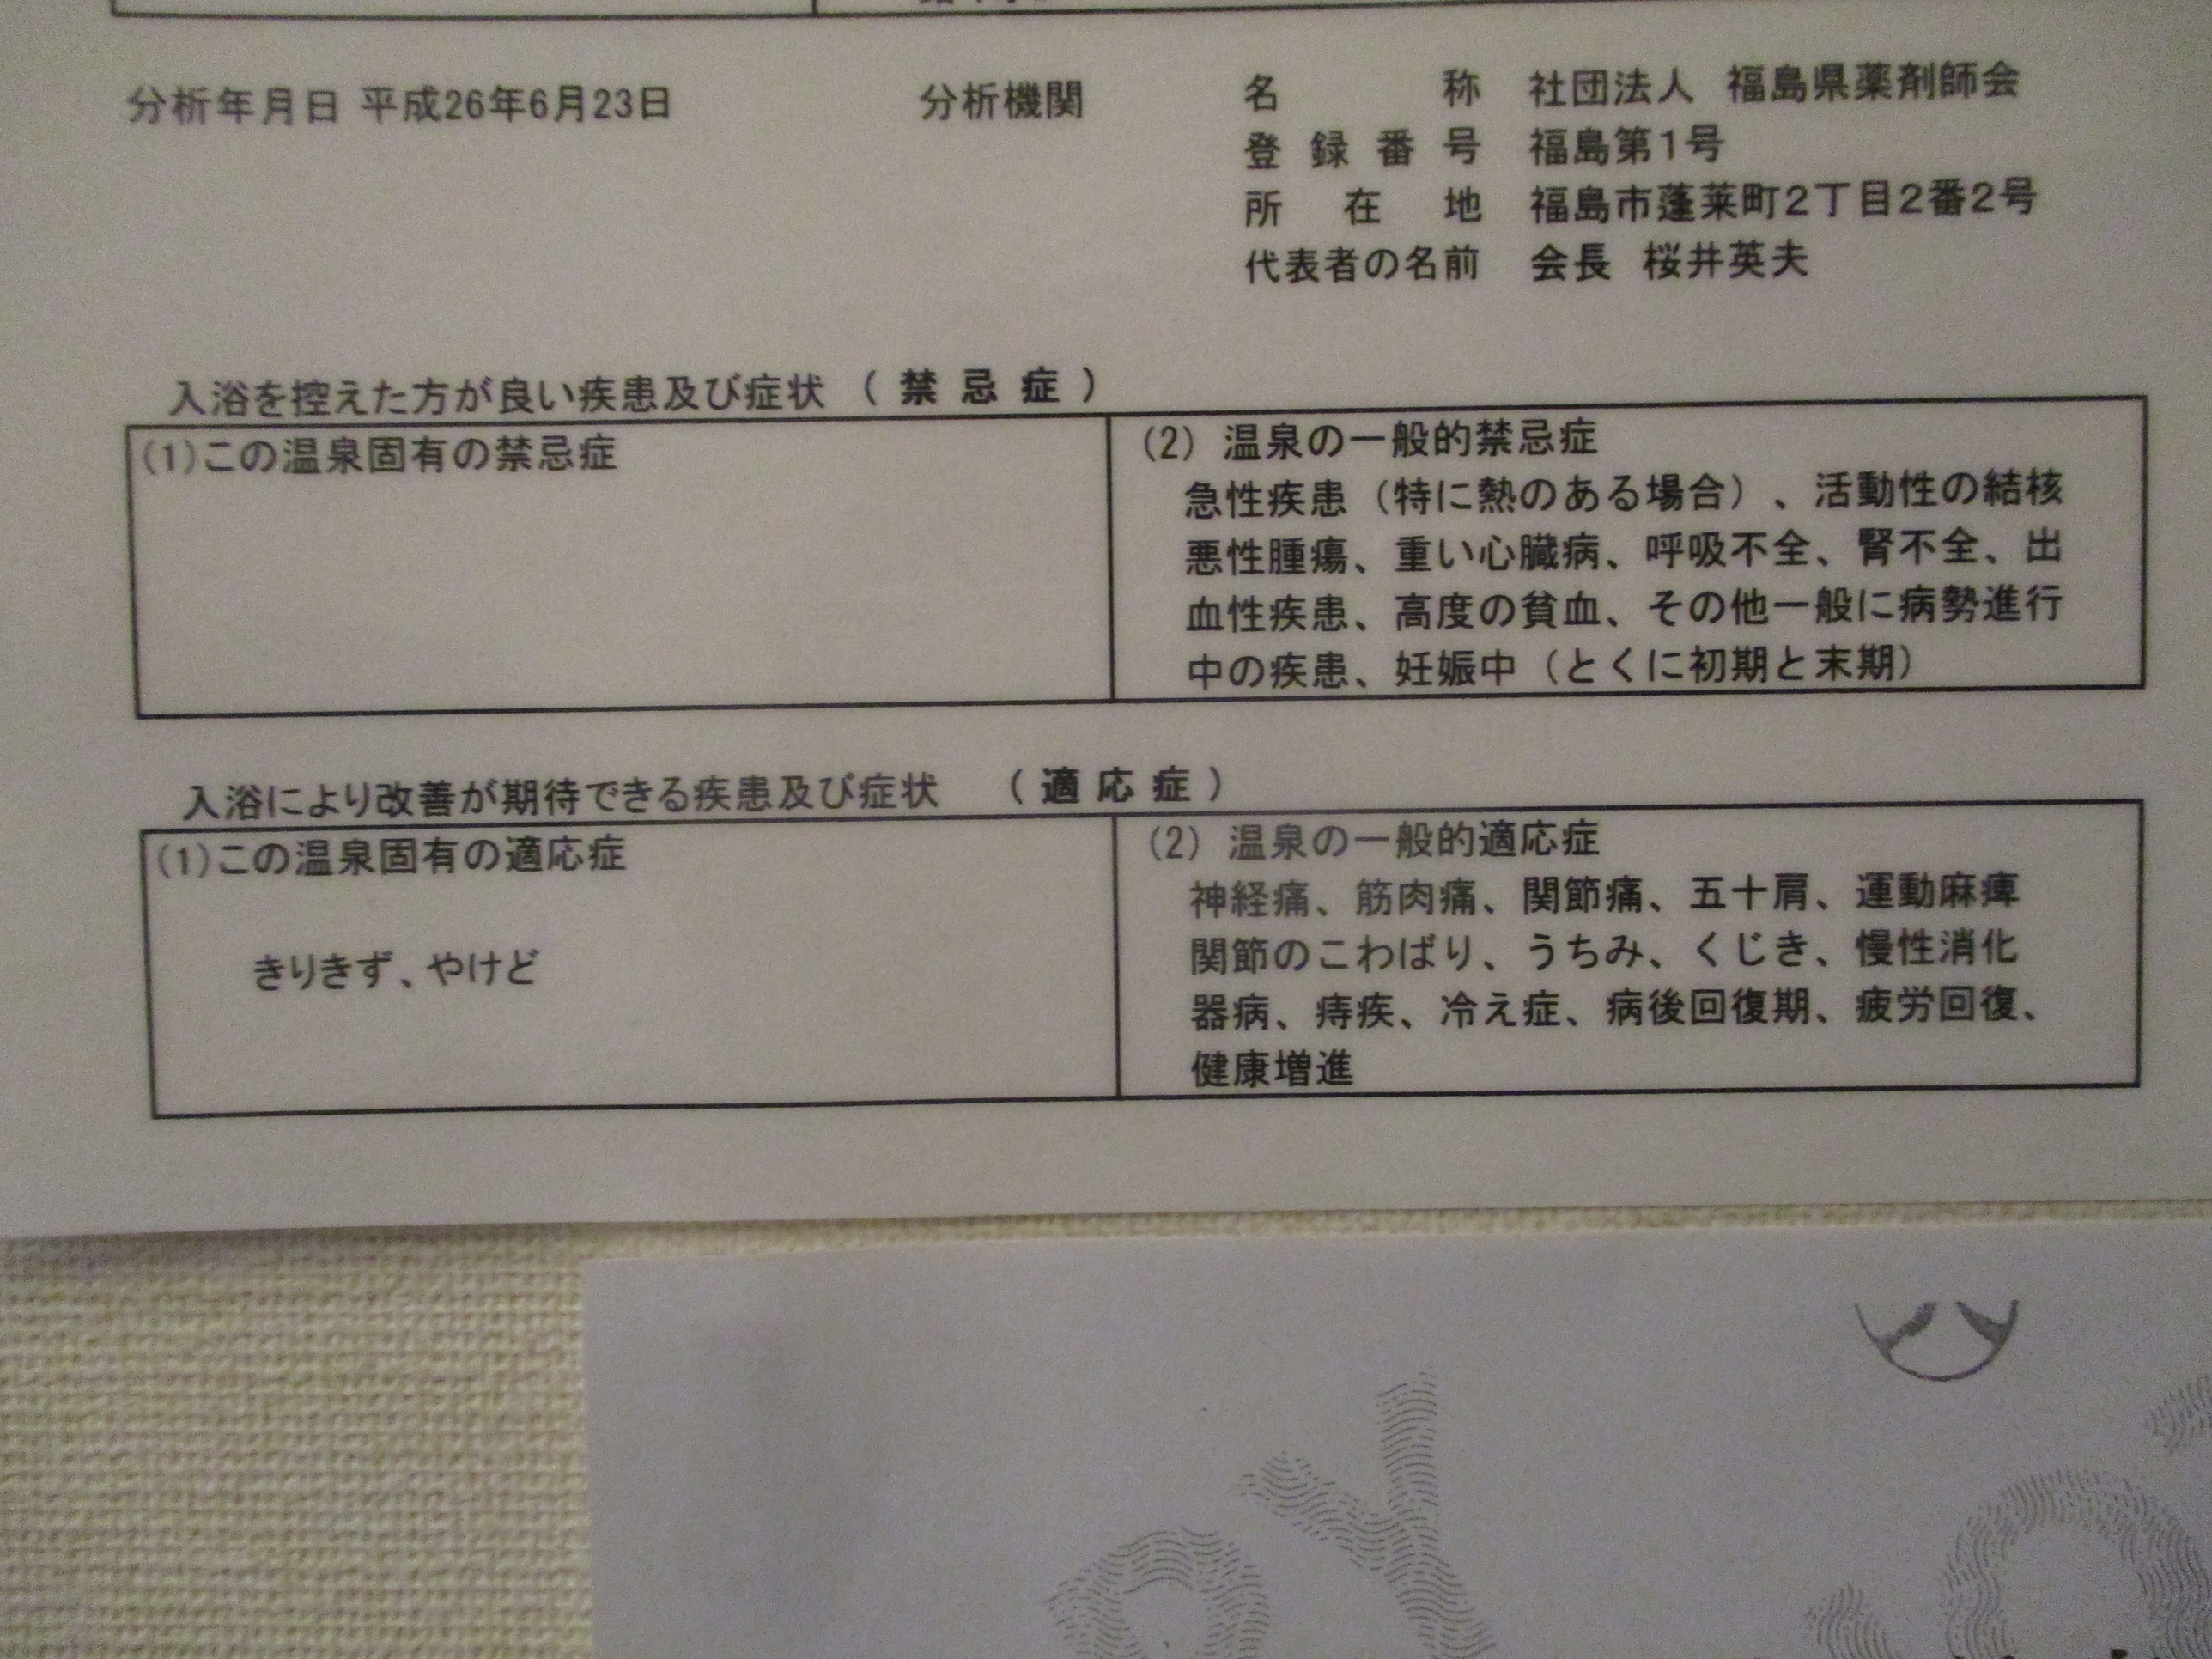 分析年月日 平成26年6月23日 分析機関 名称 社団法人 福島県薬剤師会
登録番号 福島第1号
所在地 福島市蓬莱町2丁目2番2号
代表者の名前 会長 桜井英夫
入浴を控えた方が良い疾患及び症状 (禁忌症)
(1)この温泉固有の禁忌症
(2) 温泉の一般的禁忌症
急性疾患(特に熱のある場合)、活動性の結核
悪性腫瘍、重い心臓病、呼吸不全、腎不全、出
血性疾患、高度の貧血、その他一般に病勢進行
中の疾患、妊娠中(とくに初期と末期)
入浴により改善が期待できる疾患及び症状 (適応症)
(1)この温泉固有の適応症
きりきず、やけど
(2) 温泉の一般的適応症
神経痛、筋肉痛、関節痛、五十肩、運動麻痺
関節のこわばり、うちみ、くじき、慢性消化
器病、痔疾、冷え症、病後回復期、疲労回復、
健康増進